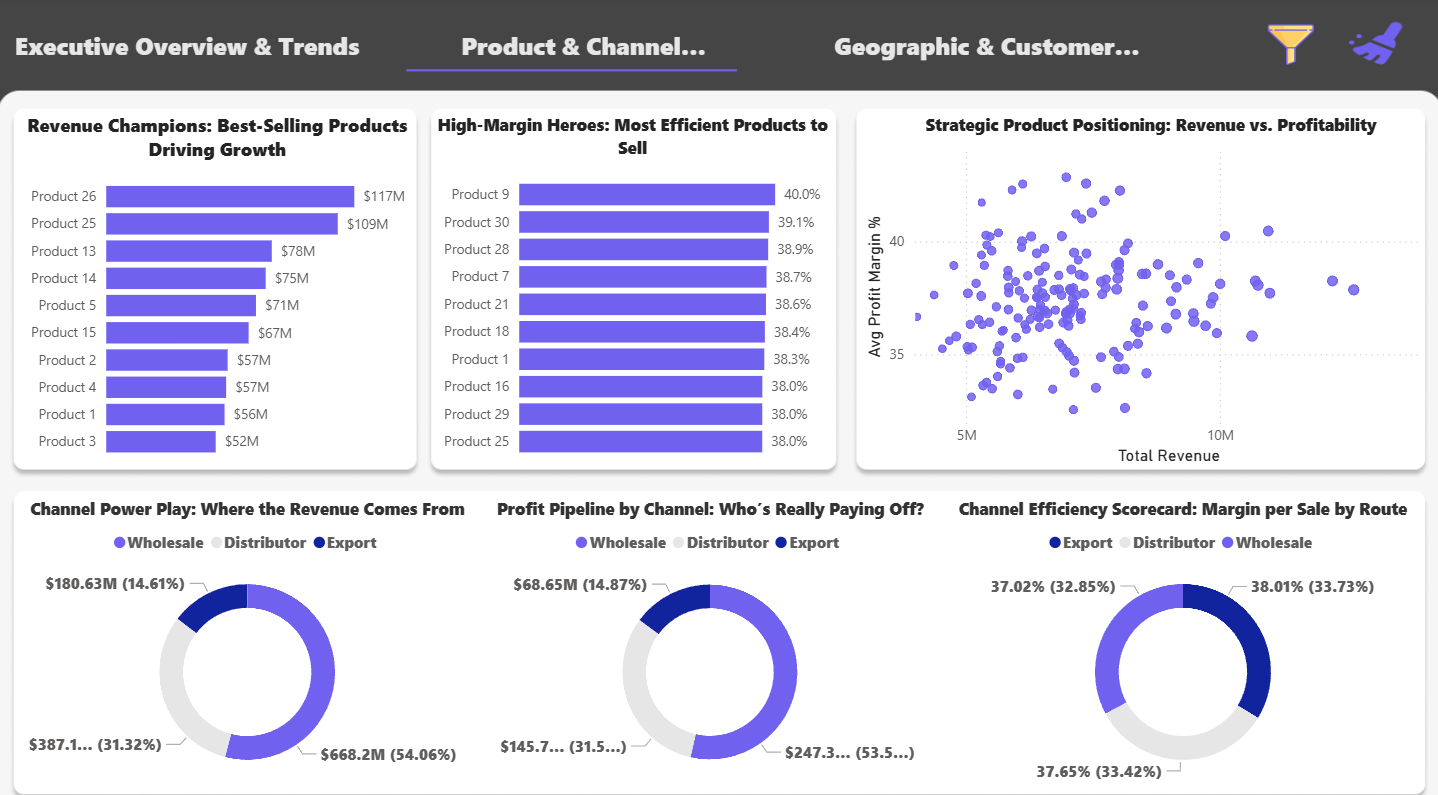 Executive Overview & Trends
Product & Channel...
Geographic & Customer...
Revenue Champions: Best-Selling Products
Driving Growth
Product 26 $117M
Product 25 $109M
Product 13 $78M
Product 14 $75M
Product 5 $71M
Product 15 $67M
Product 2 $57M
Product 4 $57M
Product 1 $56M
Product 3 $52M
High-Margin Heroes: Most Efficient Products to
Sell
Product 9 40.0%
Product 30 39.1%
Product 28 38.9%
Product 7 38.7%
Product 21 38.6%
Product 18 38.4%
Product 1 38.3%
Product 16 38.0%
Product 29 38.0%
Product 25 38.0%
Strategic Product Positioning: Revenue vs. Profitability
Avg Profit Margin %
40
35
5M 10M
Total Revenue
Channel Power Play: Where the Revenue Comes From
Wholesale Distributor Export
$180.63M (14.61%)
$387.1... (31.32%)
$668.2M (54.06%)
Profit Pipeline by Channel: Who´s Really Paying Off?
Wholesale Distributor Export
$68.65M (14.87%)
$145.7... (31.5...)
$247.3... (53.5...)
Channel Efficiency Scorecard: Margin per Sale by Route
Export Distributor Wholesale
37.02% (32.85%)
38.01% (33.73%)
37.65% (33.42%)